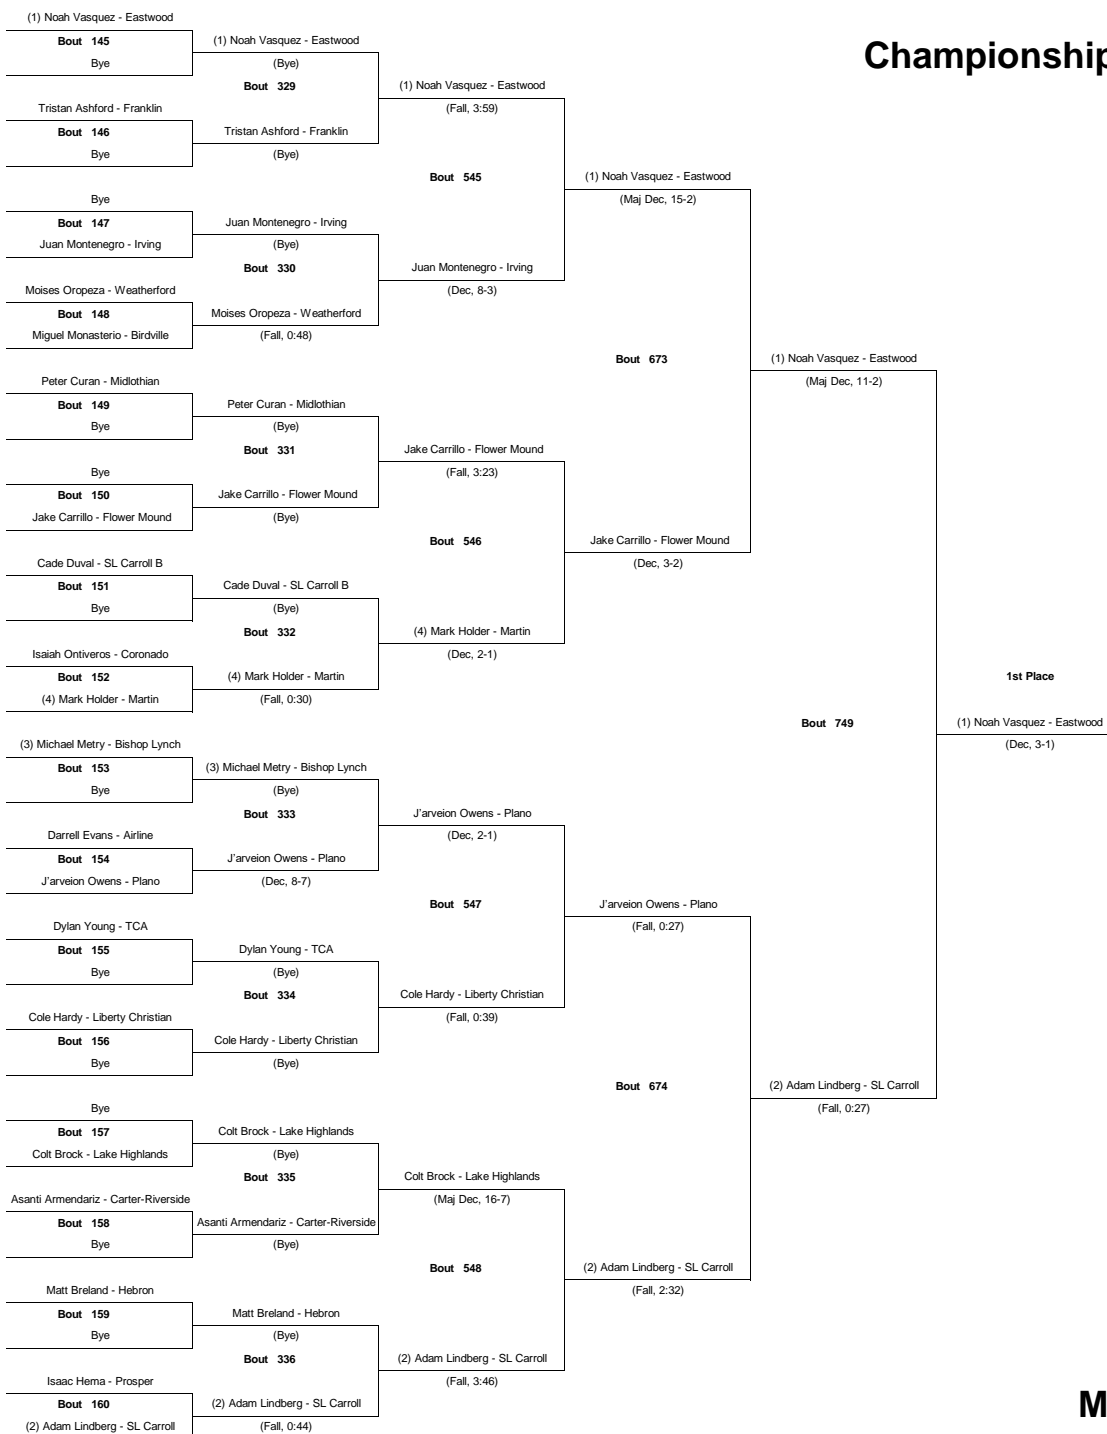 Championship
(1) Noah Vasquez - Eastwood
Bout 145
Bye
Tristan Ashford - Franklin
Bout 146
Bye
Bye
Bout 147
Juan Montenegro - Irving
Moises Oropeza - Weatherford
Bout 148
Miguel Monasterio - Birdville
Peter Curan - Midlothian
Bout 149
Bye
Bye
Bout 150
Jake Carrillo - Flower Mound
Cade Duval - SL Carroll B
Bout 151
Bye
Isaiah Ontiveros - Coronado
Bout 152
(4) Mark Holder - Martin
(3) Michael Metry - Bishop Lynch
Bout 153
Bye
Darrell Evans - Airline
Bout 154
J'arveion Owens - Plano
Dylan Young - TCA
Bout 155
Bye
Cole Hardy - Liberty Christian
Bout 156
Bye
Bye
Bout 157
Colt Brock - Lake Highlands
Asanti Armendariz - Carter-Riverside
Bout 158
Bye
Matt Breland - Hebron
Bout 159
Bye
Isaac Hema - Prosper
Bout 160
(2) Adam Lindberg - SL Carroll
(1) Noah Vasquez - Eastwood
(Bye)
Bout 329
Tristan Ashford - Franklin
(Bye)
Juan Montenegro - Irving
(Bye)
Bout 330
Moises Oropeza - Weatherford
(Fall, 0:48)
Peter Curan - Midlothian
(Bye)
Bout 331
Jake Carrillo - Flower Mound
(Bye)
Cade Duval - SL Carroll B
(Bye)
Bout 332
(4) Mark Holder - Martin
(Fall, 0:30)
(3) Michael Metry - Bishop Lynch
(Bye)
Bout 333
J'arveion Owens - Plano
(Dec, 8-7)
Dylan Young - TCA
(Bye)
Bout 334
Cole Hardy - Liberty Christian
(Bye)
Colt Brock - Lake Highlands
(Bye)
Bout 335
Asanti Armendariz - Carter-Riverside
(Bye)
Matt Breland - Hebron
(Bye)
Bout 336
(2) Adam Lindberg - SL Carroll
(Fall, 0:44)
(1) Noah Vasquez - Eastwood
(Fall, 3:59)
Bout 545
Juan Montenegro - Irving
(Dec, 8-3)
Jake Carrillo - Flower Mound
(Fall, 3:23)
Bout 546
(4) Mark Holder - Martin
(Dec, 2-1)
J'arveion Owens - Plano
(Dec, 2-1)
Bout 547
Cole Hardy - Liberty Christian
(Fall, 0:39)
Colt Brock - Lake Highlands
(Maj Dec, 16-7)
Bout 548
(2) Adam Lindberg - SL Carroll
(Fall, 3:46)
(1) Noah Vasquez - Eastwood
(Maj Dec, 15-2)
Bout 673
Jake Carrillo - Flower Mound
(Dec, 3-2)
J'arveion Owens - Plano
(Fall, 0:27)
Bout 674
(2) Adam Lindberg - SL Carroll
(Fall, 2:32)
(1) Noah Vasquez - Eastwood
(Maj Dec, 11-2)
Bout 749
(2) Adam Lindberg - SL Carroll
(Fall, 0:27)
1st Place
(1) Noah Vasquez - Eastwood
(Dec, 3-1)
M